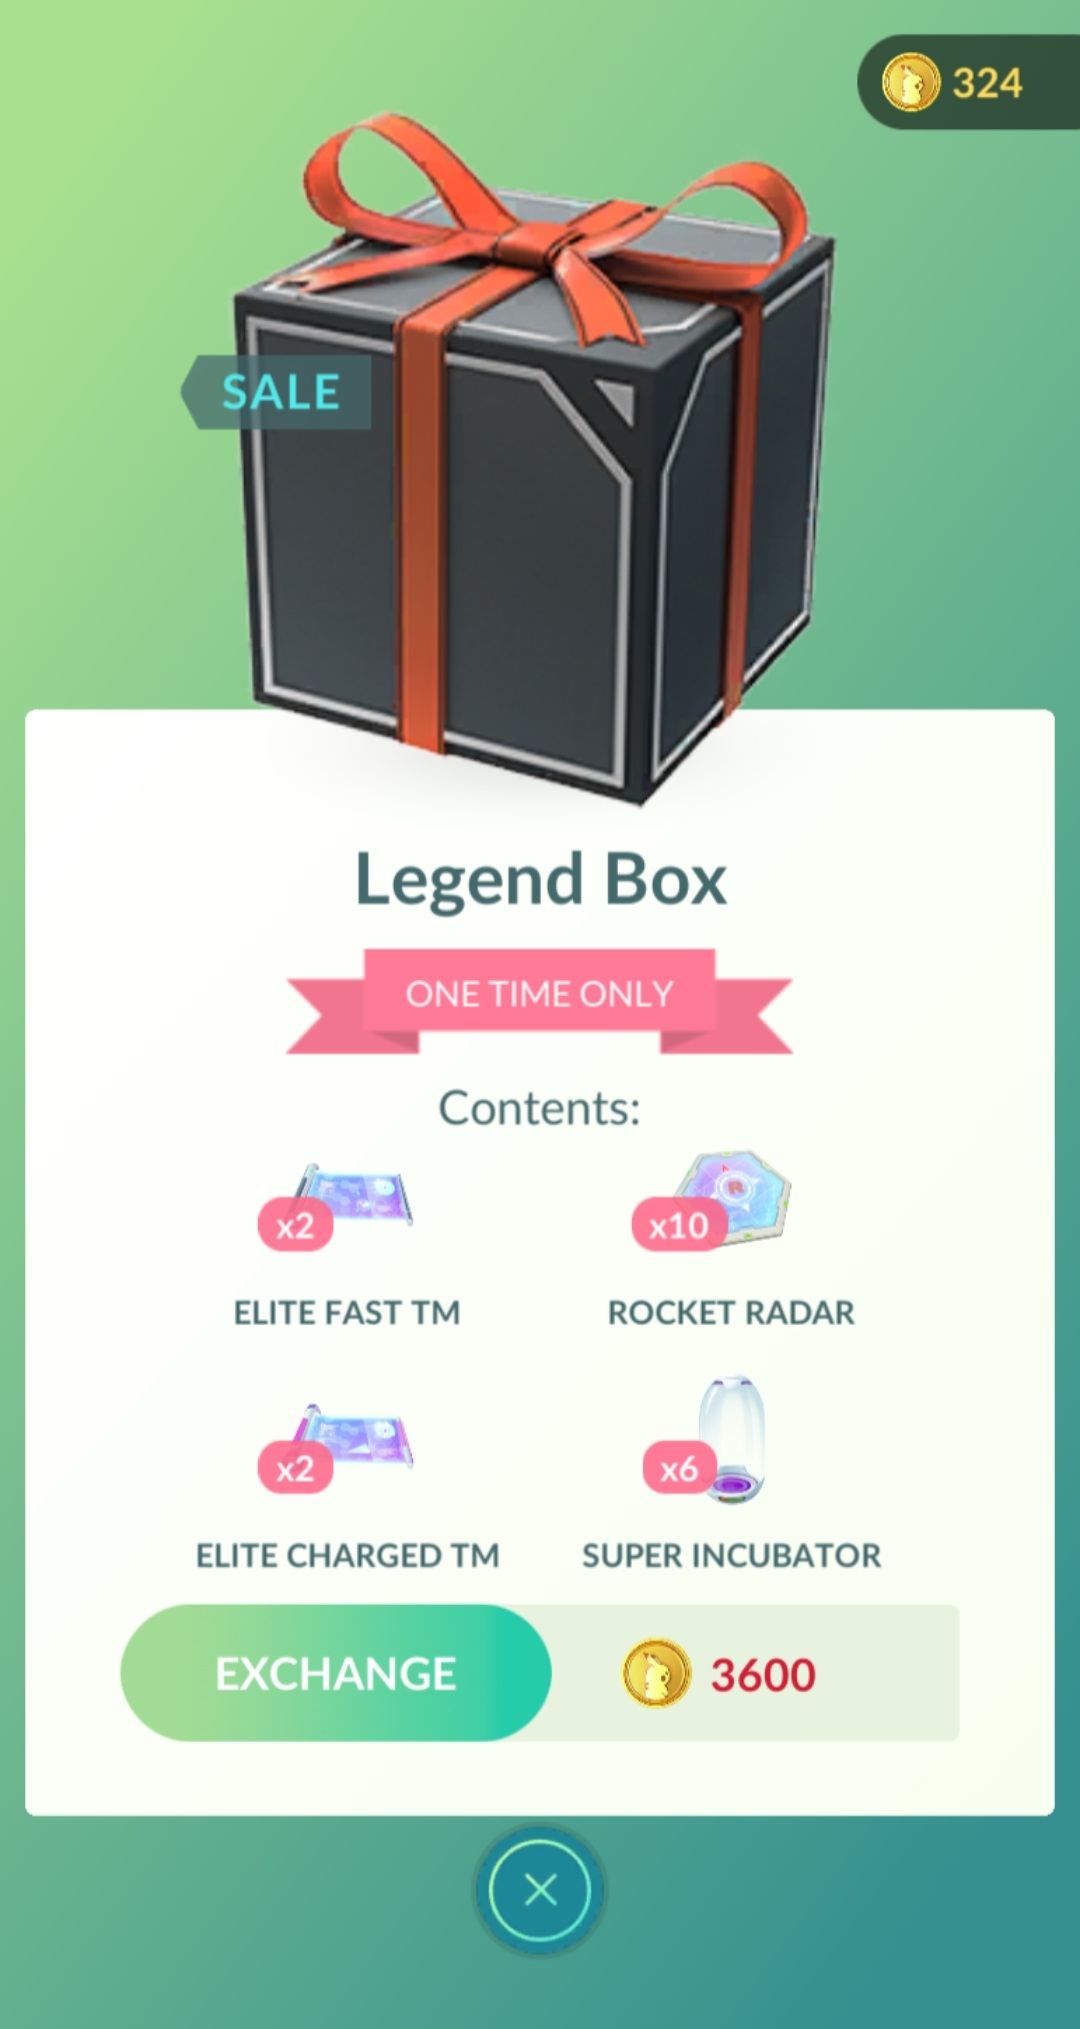 324
SALE
Legend Box
ONE TIME ONLY
Contents:
x2
x10
ELITE FAST TM
ROCKET RADAR
x2
x6
ELITE CHARGED TM
SUPER INCUBATOR
EXCHANGE
3600